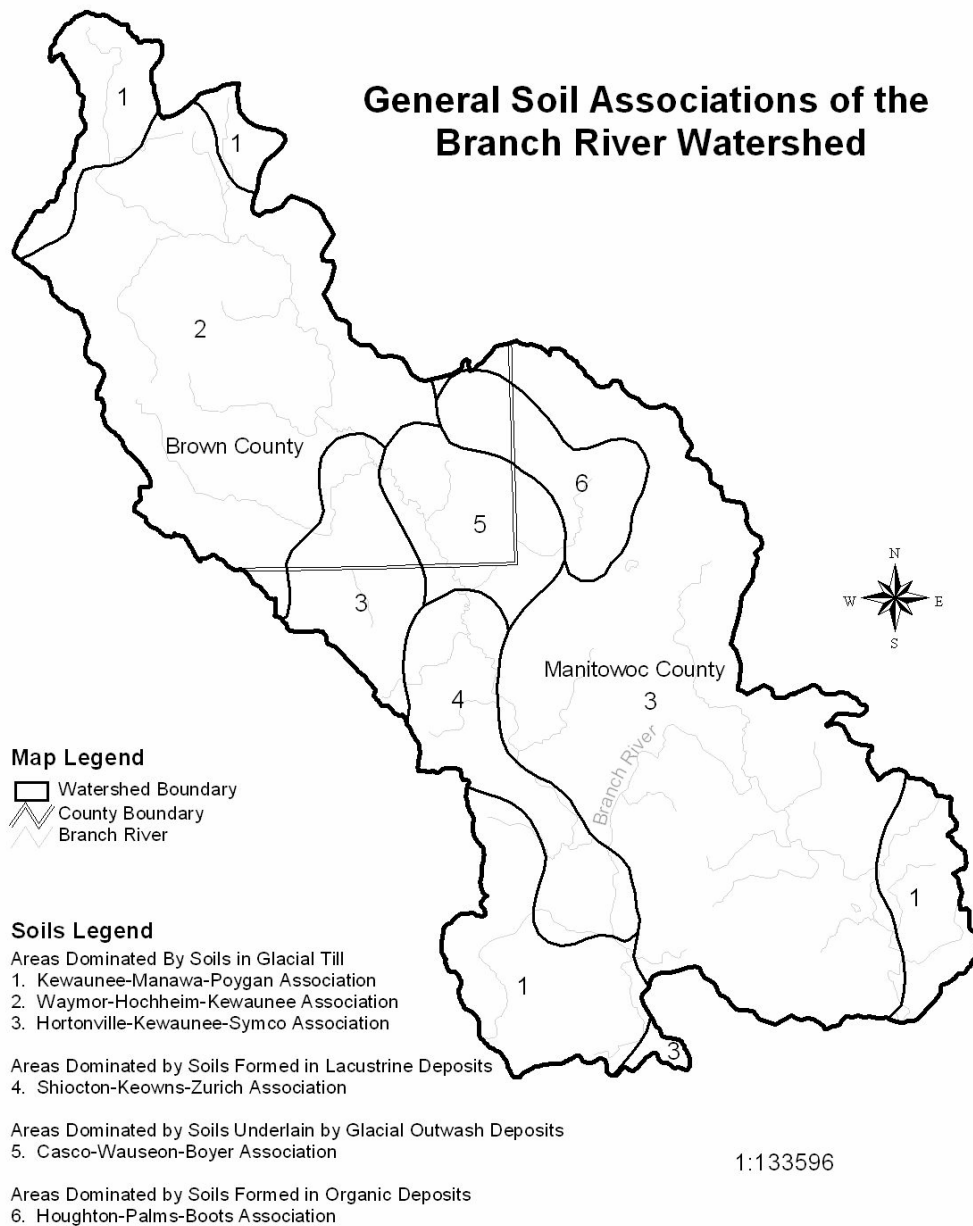 General Soil Associations of the
Branch River Watershed
1
1
2
Brown County
6
5
3
N
W E
S
Manitowoc County
3
4
Branch River
1
1
3
Map Legend
Watershed Boundary
County Boundary
Branch River
Soils Legend
Areas Dominated By Soils in Glacial Till
1. Kewaunee-Manawa-Poygan Association
2. Waymor-Hochheim-Kewaunee Association
3. Hortonville-Kewaunee-Symco Association
Areas Dominated by Soils Formed in Lacustrine Deposits
4. Shiocton-Keowns-Zurich Association
Areas Dominated by Soils Underlain by Glacial Outwash Deposits
5. Casco-Wauseon-Boyer Association
Areas Dominated by Soils Formed in Organic Deposits
6. Houghton-Palms-Boots Association
1:133596